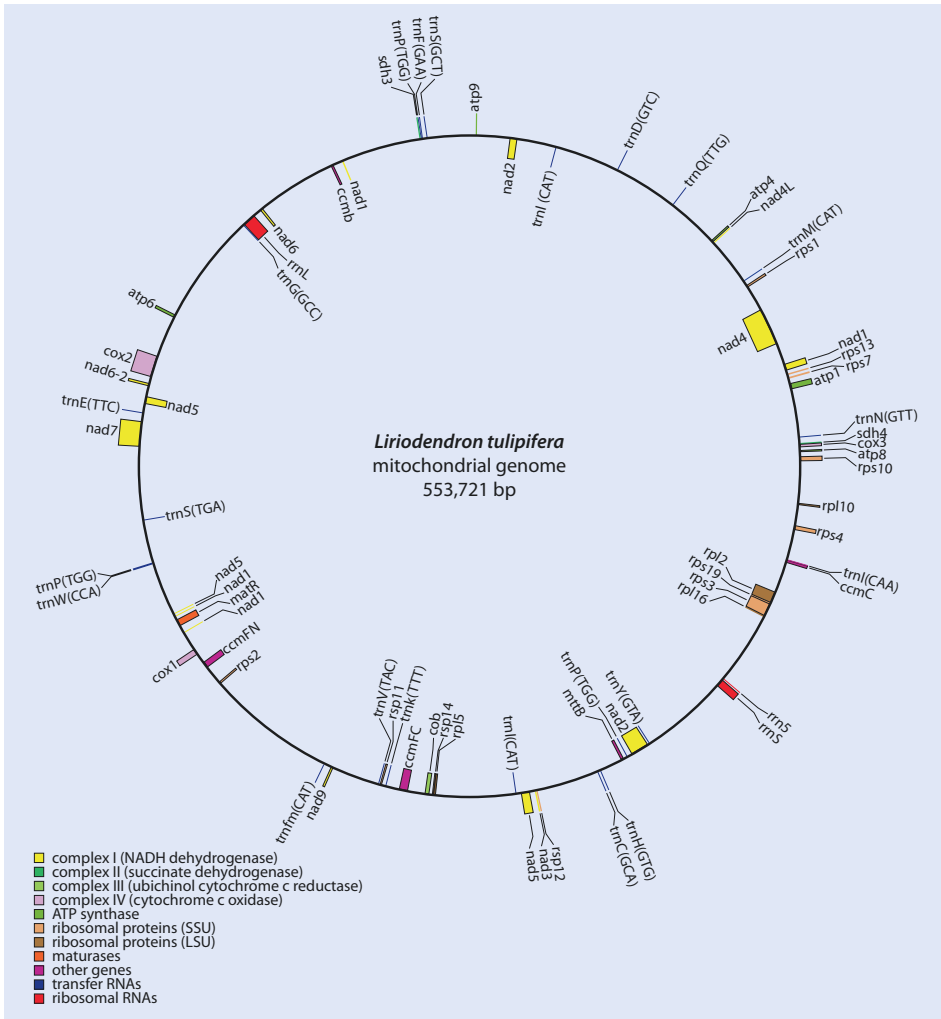 trnS(GCT)
trnF(GAA)
trnP(TGG)
sdh3
atp9
trnD(GTC)
trnQ(TTG)
atp4
nad4L
trnM(CAT)
rps1
nad2
trnI (CAT)
nad1
ccmb
nad6
rrnL
trnG(GCC)
nad4
nad1
rps13
rps7
atp1
trnN(GTT)
sdh4
cox3
atp8
rps10
rpl10
rps4
trnI(CAA)
ccmC
rpl2
rps19
rps3
rpl16
rrn5
rrnS
trnY(GTA)
nad2
trnP(TGG)
mttB
trnH(GTG)
trnC(GCA)
trnI(CAT)
rsp12
nad3
nad5
rpl5
rsp14
cob
ccmFC
trnk(TTT)
rsp11
trnV(TAC)
nad9
trnfm(CAT)
rps2
ccmFN
cox1
nad1
matR
nad1
nad5
trnW(CCA)
trnP(TGG)
trnS(TGA)
nad7
trnE(TTC)
nad5
nad6-2
cox2
atp6
Liriodendron tulipifera
mitochondrial genome
553,721 bp
complex I (NADH dehydrogenase)
complex II (succinate dehydrogenase)
complex III (ubichinol cytochrome c reductase)
complex IV (cytochrome c oxidase)
ATP synthase
ribosomal proteins (SSU)
ribosomal proteins (LSU)
maturases
other genes
transfer RNAs
ribosomal RNAs